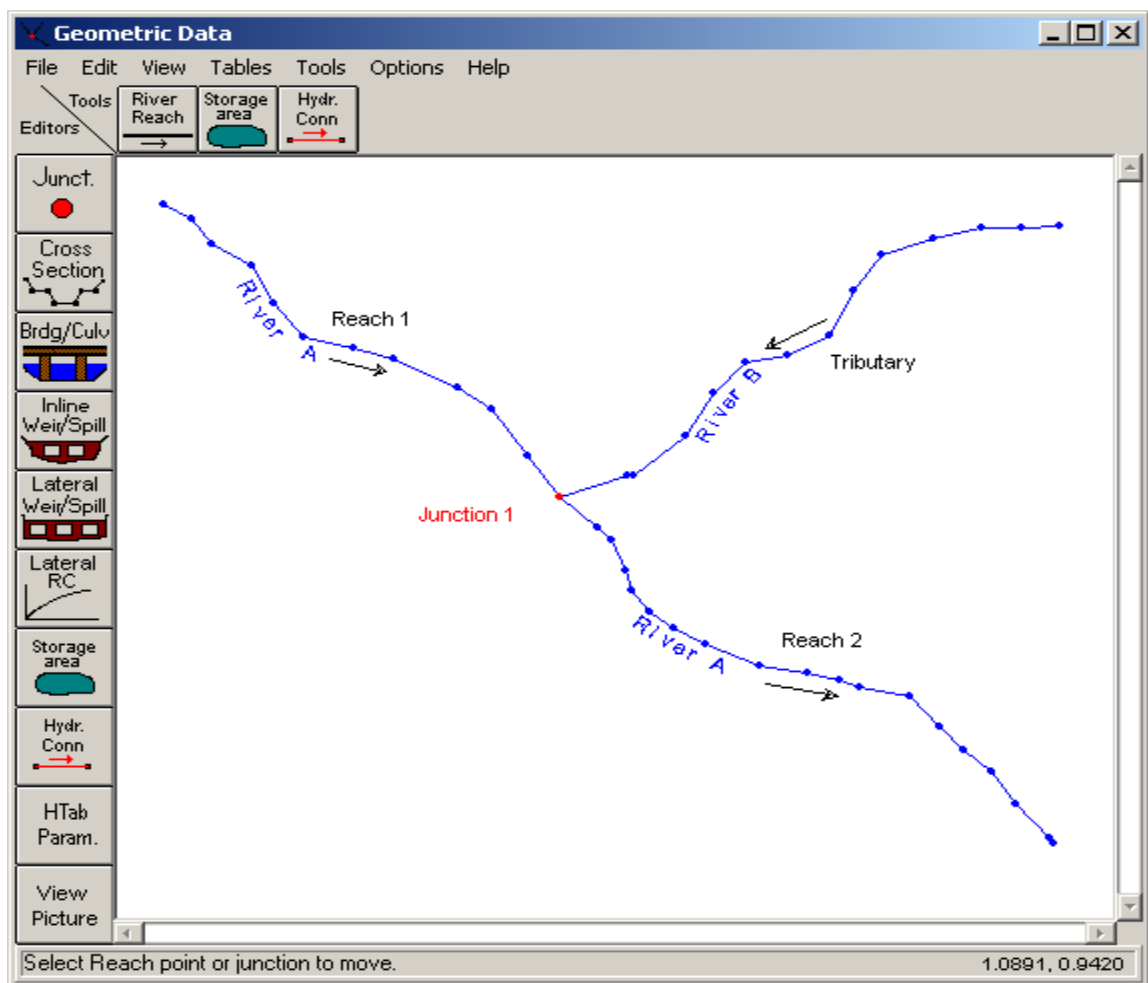 Geometric Data
File Edit View Tables Tools Options Help
Tools
Editors
River
Reach
Storage
area
Hydr.
Conn
Junct.
Cross
Section
Brdg/Culv
Inline
Weir/Spill
Lateral
Weir/Spill
Lateral
RC
Storage
area
Hydr.
Conn
HTab
Param.
View
Picture
River A
Reach 1
Tributary
River B
Junction 1
River A
Reach 2
Select Reach point or junction to move.
1.0891, 0.9420